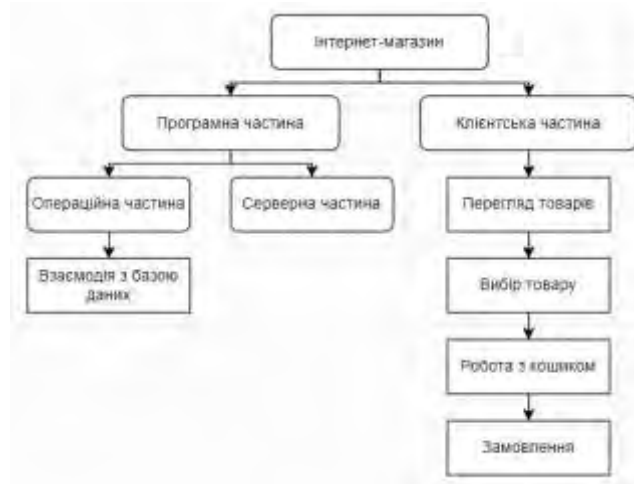 Інтернет-магазин
Програмна частина
Клієнтська частина
Операційна частина
Серверна частина
Перегляд товарів
Взаємодія з базою
даних
Вибір товару
Робота з кошиком
Замовлення